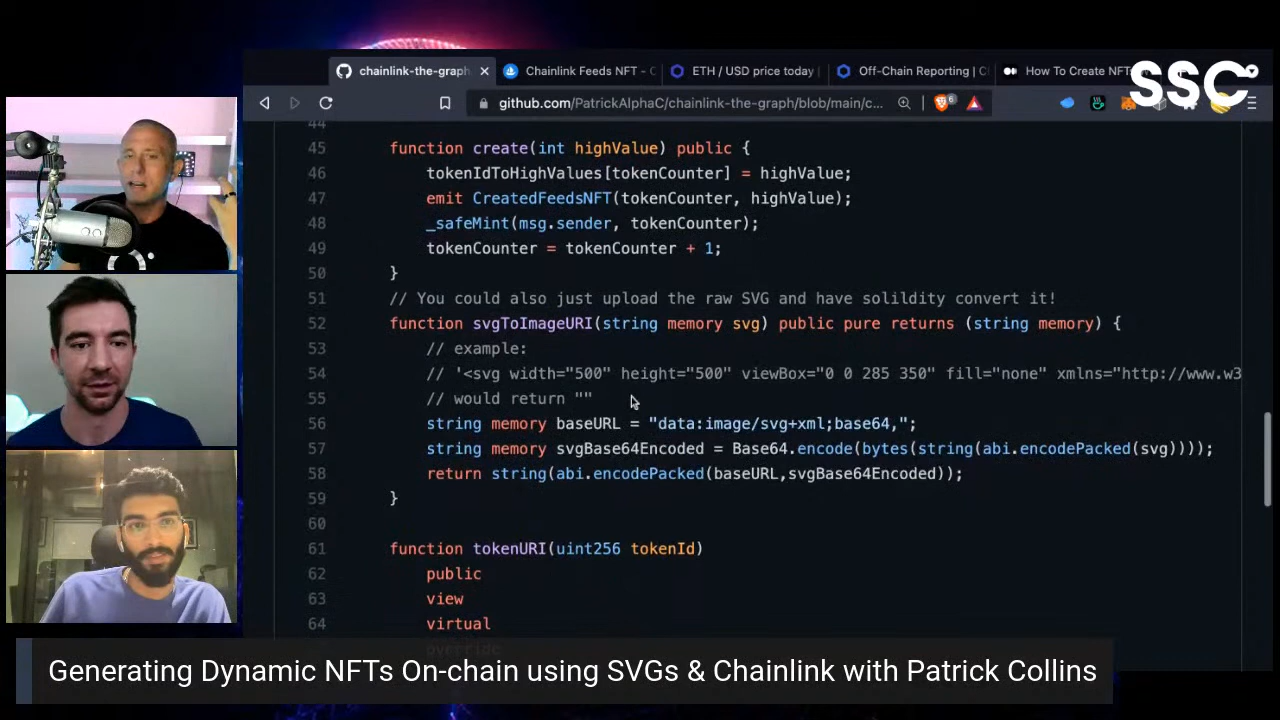 SSC
chainlink-the-graph
Chainlink Feeds NFT - C
ETH / USD price today
Off-Chain Reporting | C
How To Create NFTs
github.com/PatrickAlphaC/chainlink-the-graph/blob/main/c...
6
44
45 function create(int highValue) public {
46 tokenIdToHighValues[tokenCounter] = highValue;
47 emit CreatedFeedsNFT(tokenCounter, highValue);
48 _safeMint(msg.sender, tokenCounter);
49 tokenCounter = tokenCounter + 1;
50 }
51 // You could also just upload the raw SVG and have solildity convert it!
52 function svgToImageURI(string memory svg) public pure returns (string memory) {
53 // example:
54 // '<svg width="500" height="500" viewBox="0 0 285 350" fill="none" xmlns="http://www.w3
55 // would return ""
56 string memory baseURL = "data:image/svg+xml;base64,";
57 string memory svgBase64Encoded = Base64.encode(bytes(string(abi.encodePacked(svg))));
58 return string(abi.encodePacked(baseURL,svgBase64Encoded));
59 }
60
61 function tokenURI(uint256 tokenId)
62 public
63 view
64 virtual
override
Generating Dynamic NFTs On-chain using SVGs & Chainlink with Patrick Collins